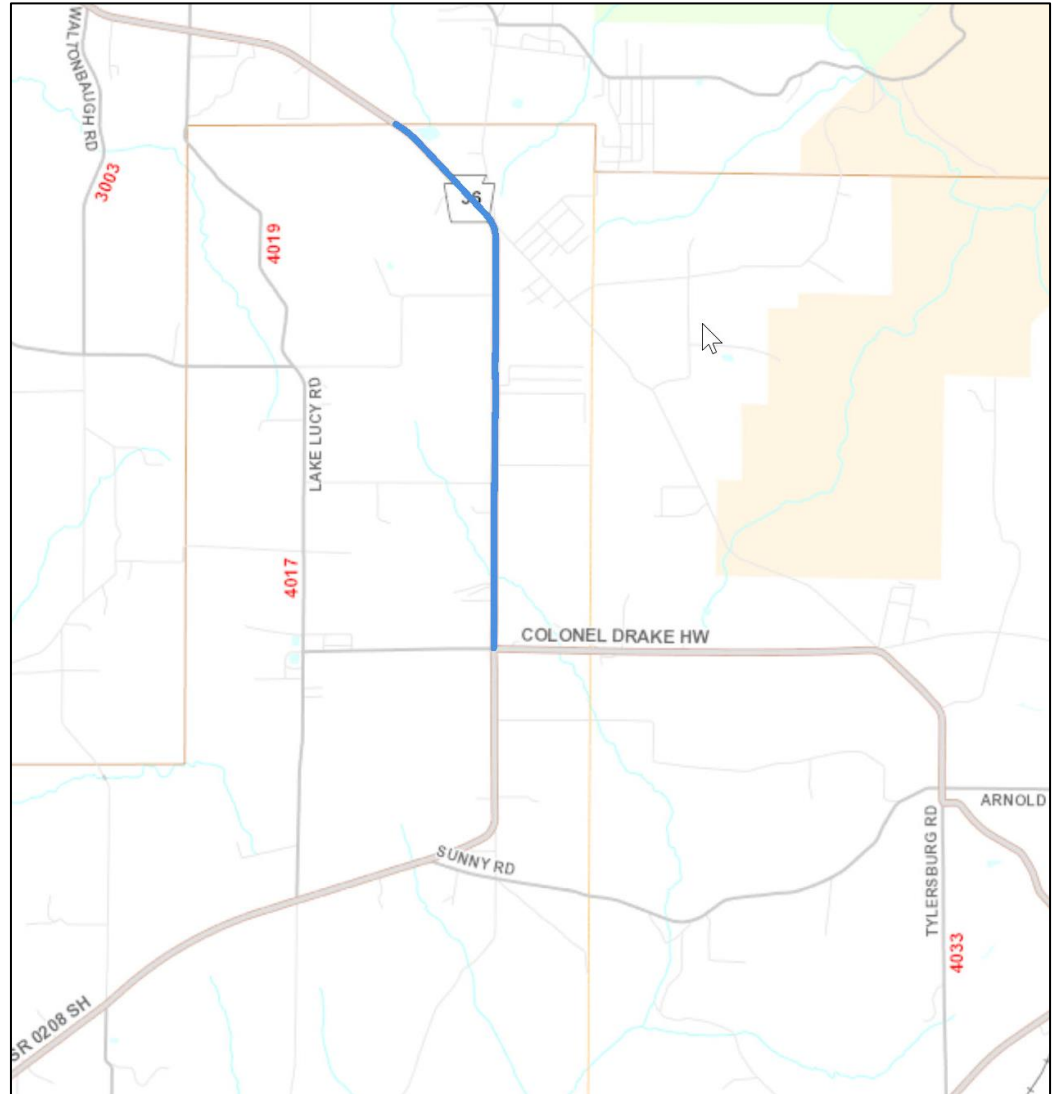 WALTONBAUGH RD
3003
36
4019
LAKE LUCY RD
4017
COLONEL DRAKE HW
ARNOLD
SUNNY RD
TYLERSBURG RD
4033
SR 0208 SH